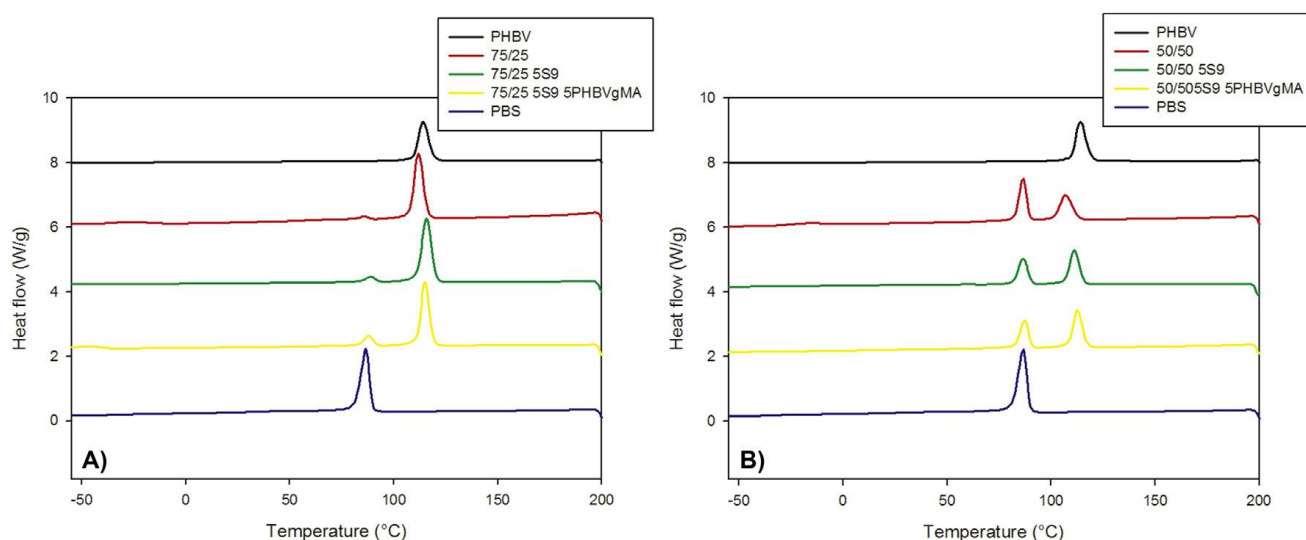 PHBV
75/25
75/25 5S9
75/25 5S9 5PHBVgMA
PBS
10
8
6
4
2
0
Heat flow (W/g)
A)
-50 0 50 100 150 200
Temperature (°C)
PHBV
50/50
50/50 5S9
50/505S9 5PHBVgMA
PBS
10
8
6
4
2
0
Heat flow (W/g)
B)
-50 0 50 100 150 200
Temperature (°C)